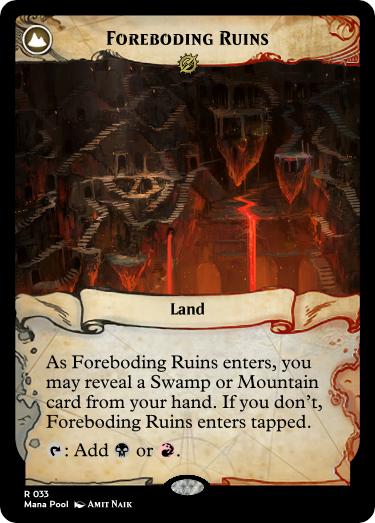 Foreboding Ruins
Land
As Foreboding Ruins enters, you
may reveal a Swamp or Mountain
card from your hand. If you don't,
Foreboding Ruins enters tapped.
: Add or .
R 033
Mana Pool Amit Naik